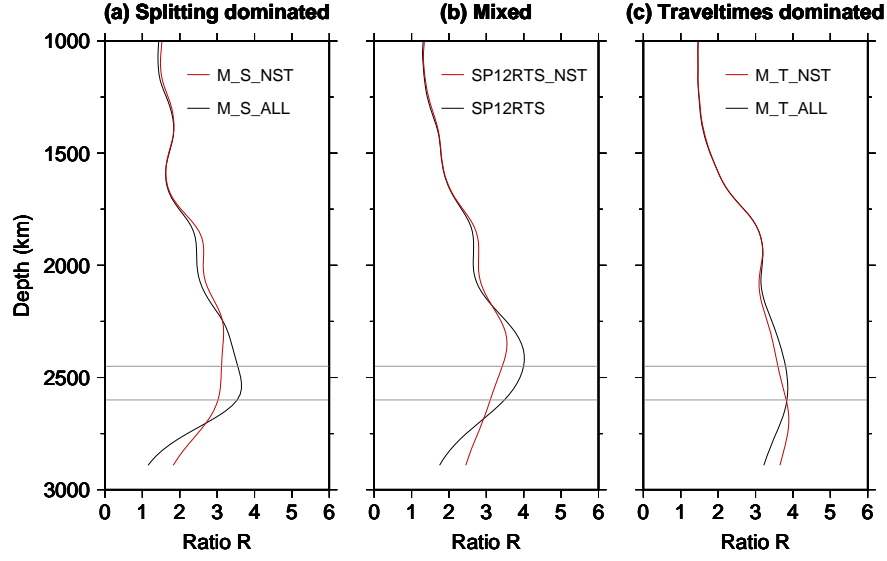 (a) Splitting dominated
(b) Mixed
(c) Traveltimes dominated
Depth (km)
1000
1500
2000
2500
3000
M_S_NST
M_S_ALL
SP12RTS_NST
SP12RTS
M_T_NST
M_T_ALL
0 1 2 3 4 5 6
0 1 2 3 4 5 6
0 1 2 3 4 5 6
Ratio R
Ratio R
Ratio R